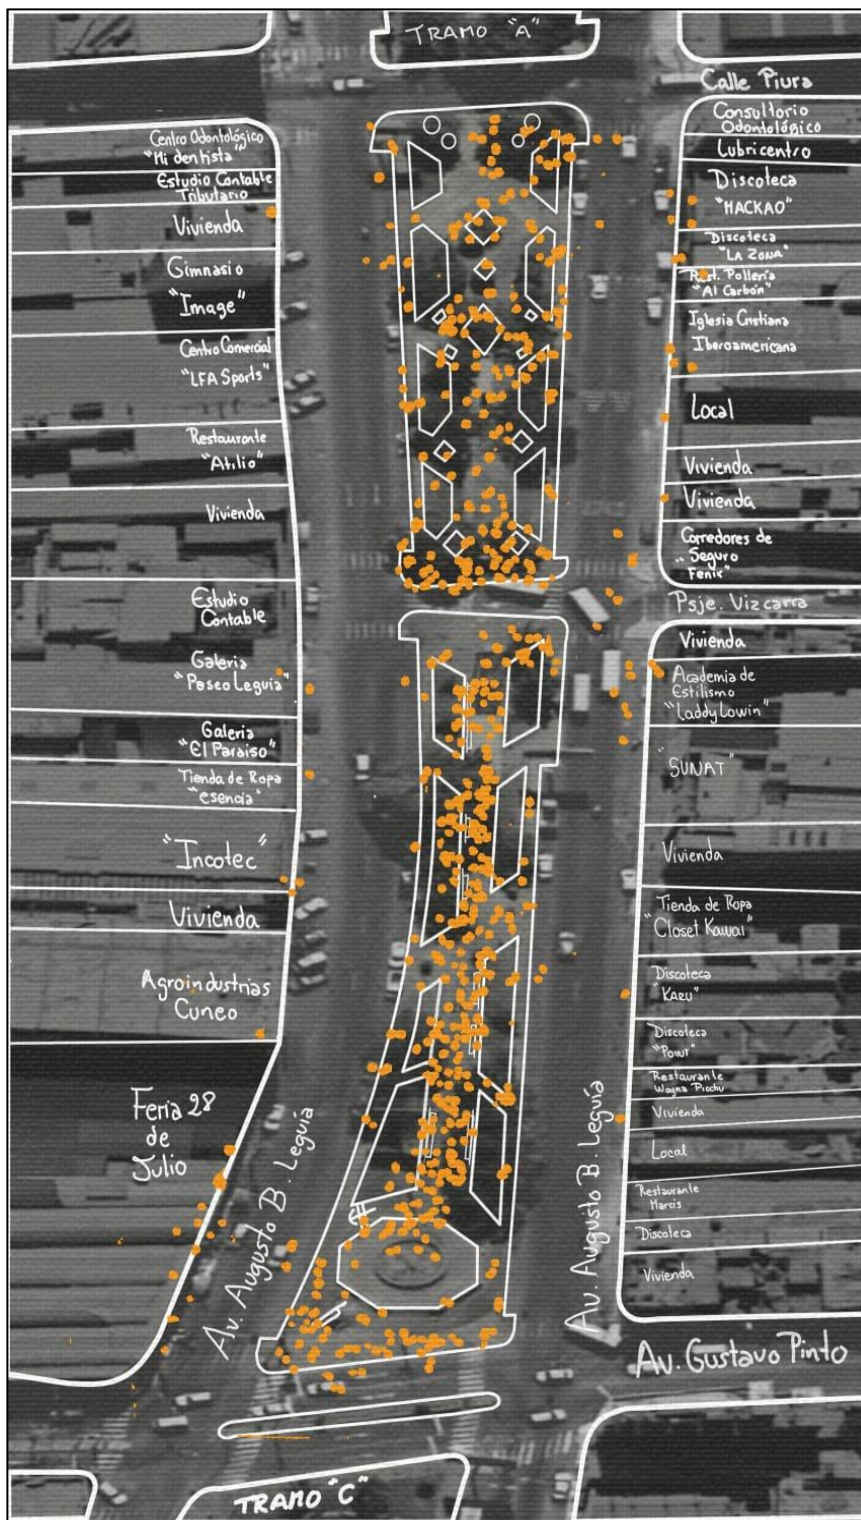 TRAMO "A"
Calle Piura
Centro Odontológico
"Mi dentista"
Estudio Contable
Tributario
Vivienda
Gimnasio
"Image"
Centro Comercial
"LFA Sports"
Restaurante
"Atilio"
Vivienda
Estudio
Contable
Galeria
"Paseo Leguia"
Galeria
"El Paraiso"
Tienda de Ropa
"esencia"
"Incotec"
Vivienda
Agroindustrias
Cuneo
Feria 28
de
Julio
Av. Augusto B. Leguía
Consultorio
Odontológico
Lubricentro
Discoteca
"MACKAO"
Discoteca
"LA ZONA"
Rest. Pollería
"Al Carbón"
Iglesia Cristiana
Iberoamericana
Local
Vivienda
Vivienda
Corredores de
Seguro
"Fenix"
Psje. Vizcarra
Vivienda
Academia de
Estilismo
"Laddy Lowin"
"SUNAT"
Vivienda
Tienda de Ropa
"Closet Kawai"
Discoteca
"KARU"
Discoteca
Restaurante
Wayna Picchu
Vivienda
Local
Restaurante
Marcis
Discoteca
Vivienda
Av. Augusto B. Leguía
Av. Gustavo Pinto
TRAMO "C"